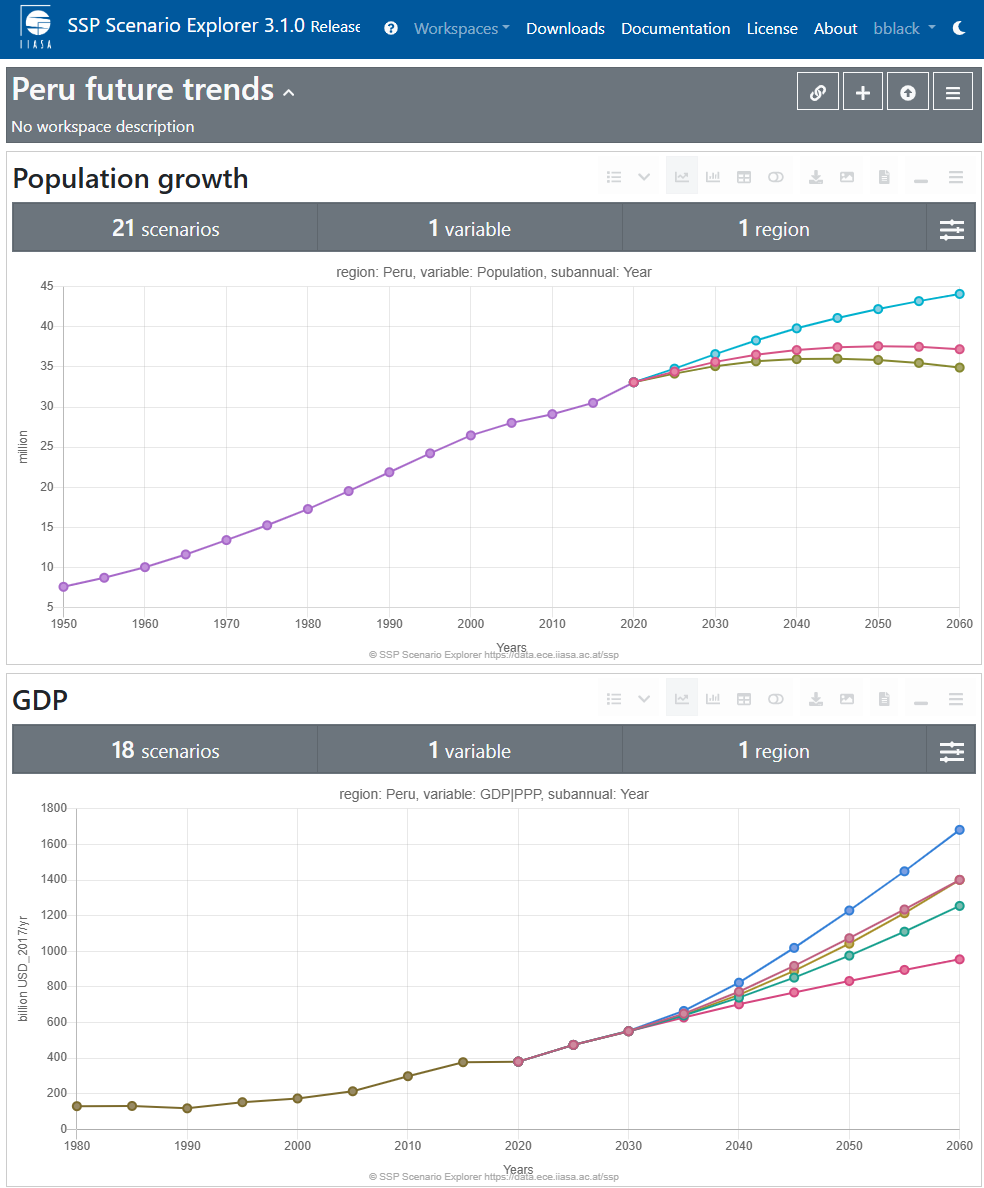 IIASA
SSP Scenario Explorer 3.1.0 Release
Workspaces
Downloads
Documentation
License
About
bblack
Peru future trends
No workspace description
Population growth
21 scenarios
1 variable
1 region
region: Peru, variable: Population, subannual: Year
45
40
35
30
25
20
15
10
5
million
1950 1960 1970 1980 1990 2000 2010 2020 2030 2040 2050 2060
Years
© SSP Scenario Explorer https://data.ece.iiasa.ac.at/ssp
GDP
18 scenarios
1 variable
1 region
region: Peru, variable: GDP|PPP, subannual: Year
1800
1600
1400
1200
1000
800
600
400
200
0
billion USD_2017/yr
1980 1990 2000 2010 2020 2030 2040 2050 2060
Years
© SSP Scenario Explorer https://data.ece.iiasa.ac.at/ssp